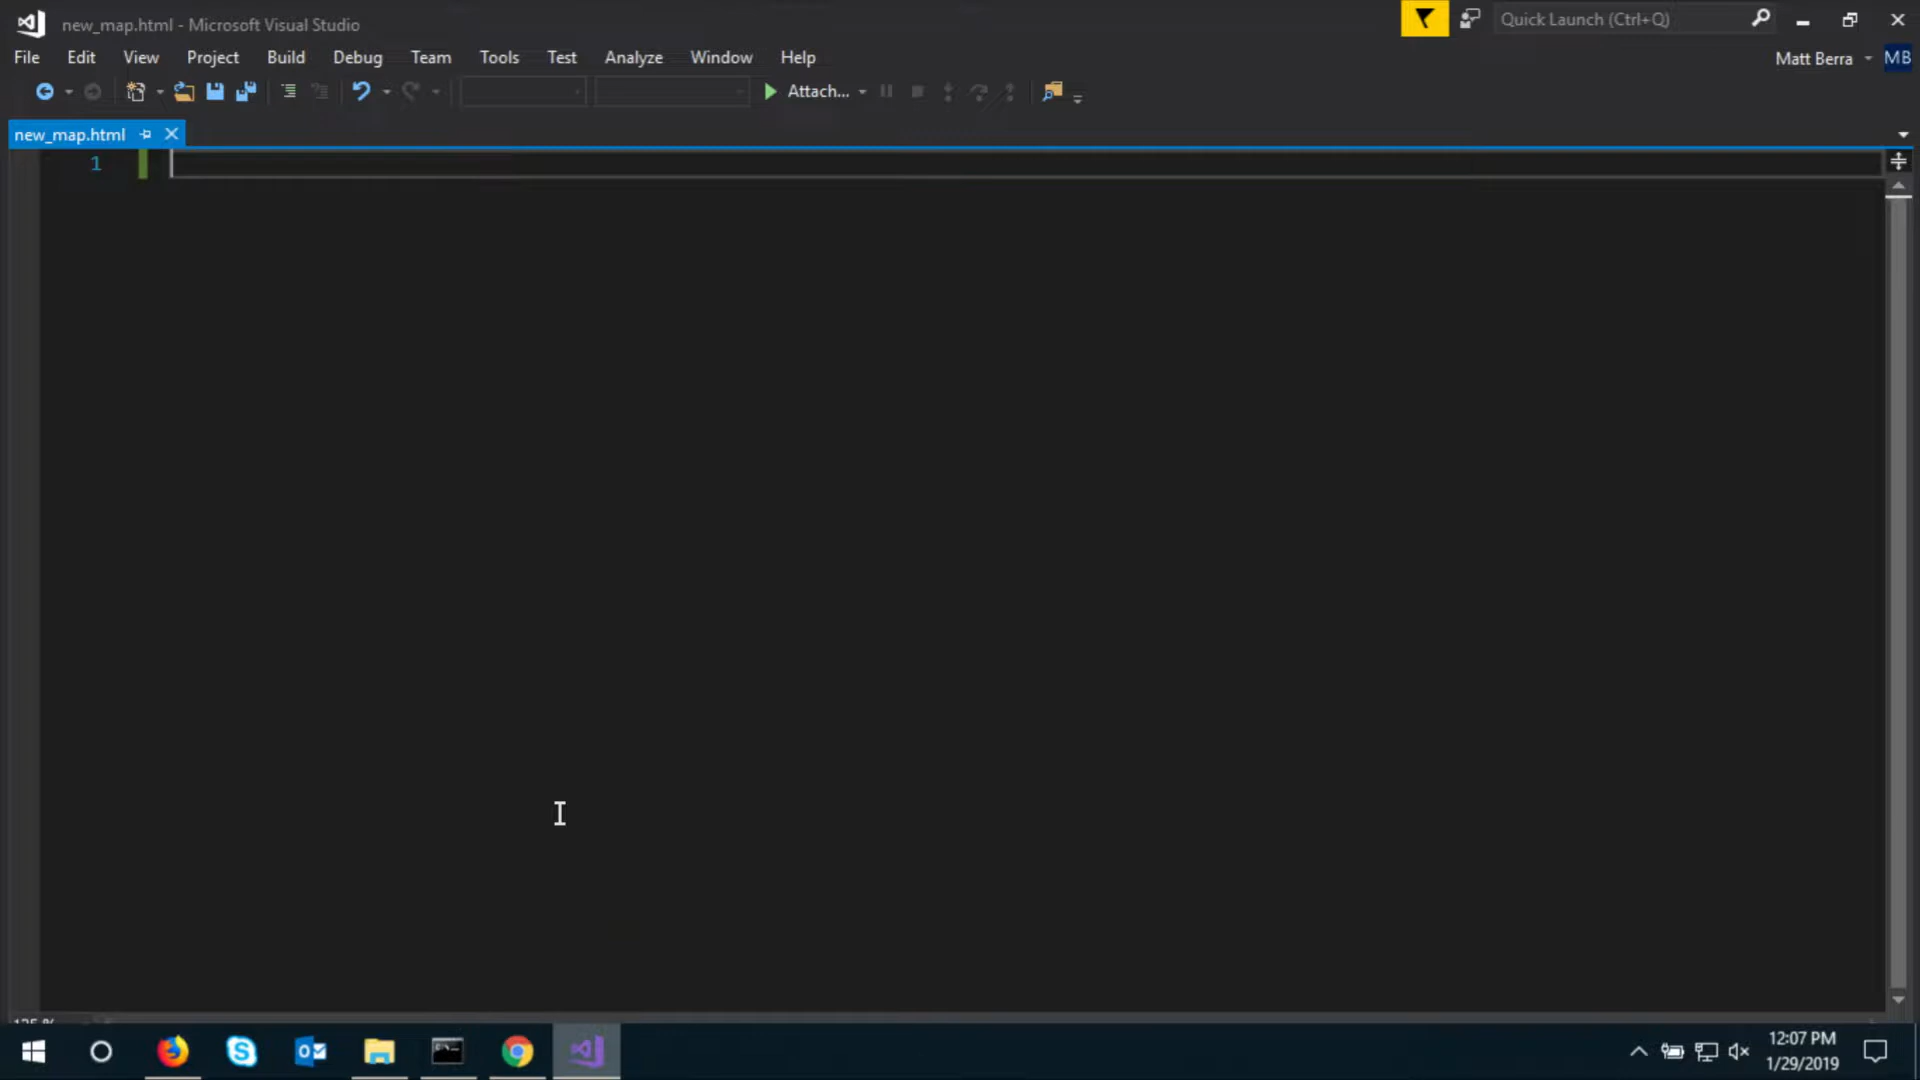 new_map.html - Microsoft Visual Studio
Quick Launch (Ctrl+Q)
File Edit View Project Build Debug Team Tools Test Analyze Window Help
Matt Berra MB
Attach...
new_map.html
1
12:07 PM
1/29/2019